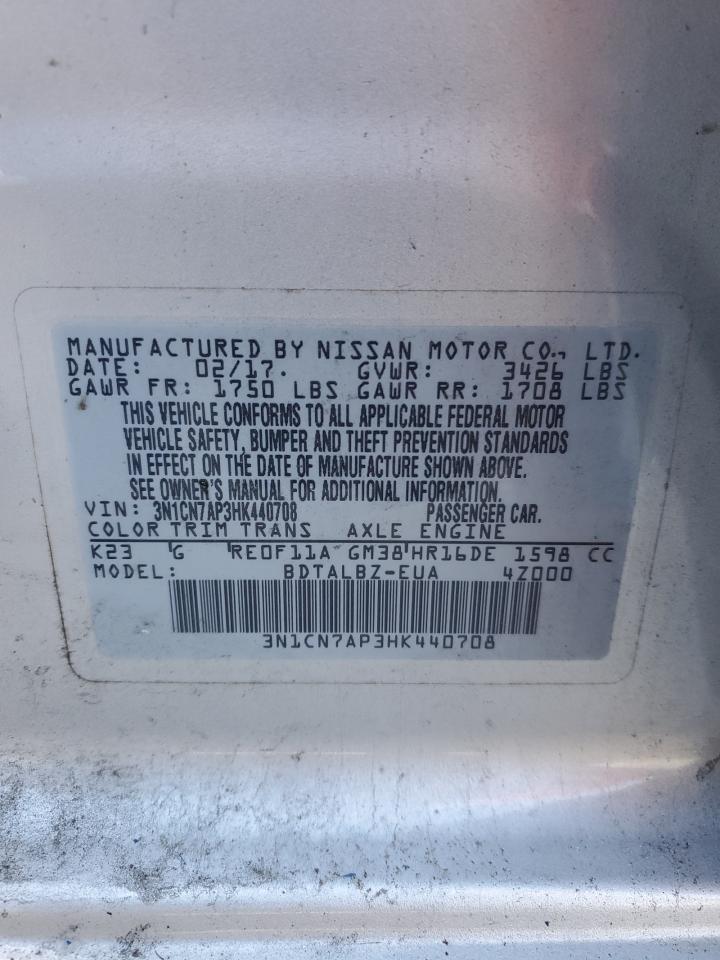 MANUFACTURED BY NISSAN MOTOR CO., LTD.
DATE: 02/17. GVWR: 3426 LBS
GAWR FR: 1750 LBS GAWR RR: 1708 LBS
THIS VEHICLE CONFORMS TO ALL APPLICABLE FEDERAL MOTOR
VEHICLE SAFETY, BUMPER AND THEFT PREVENTION STANDARDS
IN EFFECT ON THE DATE OF MANUFACTURE SHOWN ABOVE.
SEE OWNER'S MANUAL FOR ADDITIONAL INFORMATION.
VIN: 3N1CN7AP3HK440708 PASSENGER CAR.
COLOR TRIM TRANS AXLE ENGINE
K23 G RE0F11A GM38 HR16DE 1598 CC
MODEL: BDTALBZ-EUA 4Z000
3N1CN7AP3HK440708